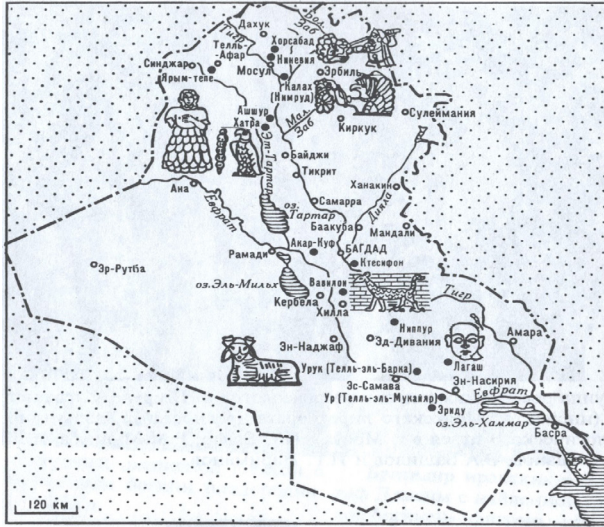 Дахук
Бол. Заб
Тигр
Хорсабад
Телль-
Афар
Ниневия
Синджар
Мосул
Ярым-тепе
Эрбиль
Калах
(Нимруд)
Сулеймания
Ашшур
Мал. Заб
Хатра
Киркук
Эт-Тартар
Байджи
Тикрит
Ханакин
Ана
Евфрат
Самарра
Дияла
оз.
Тартар
Баакуба
Мандали
Акар-Куф
БАГДАД
Рамади
Ктесифон
Эр-Рутба
Вавилон
оз.Эль-Мильх
Тигр
Кербела
Хилла
Ниппур
Эн-Наджаф
Эд-Дивания
Амара
Лагаш
Урук (Телль-эль-Варка)
Эс-Самава
Эн-Насирия
Ур (Телль-эль-Мукайяр)
Евфрат
Эриду
оз.Эль-Хаммар
Басра
120 км